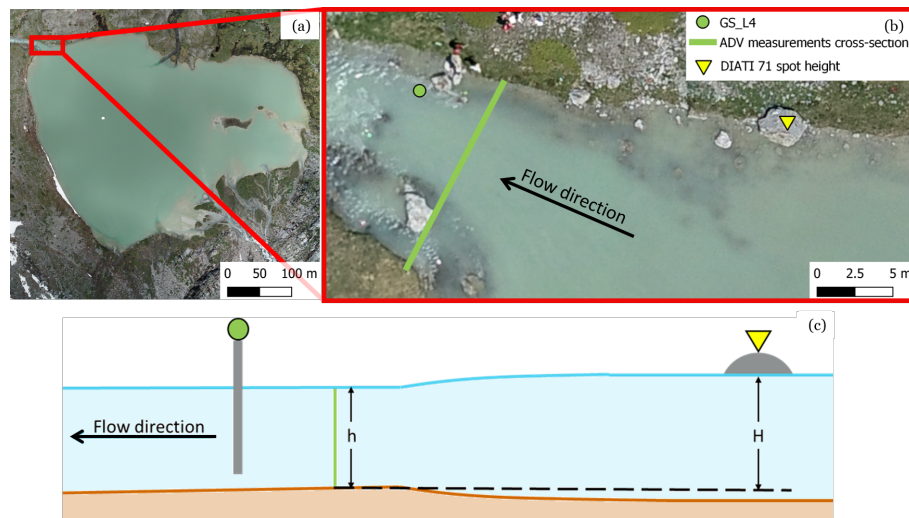 (a)
0 50 100 m
(b)
GS_L4
ADV measurements cross-section
DIATI 71 spot height
Flow direction
0 2.5 5 m
(c)
Flow direction
h
H